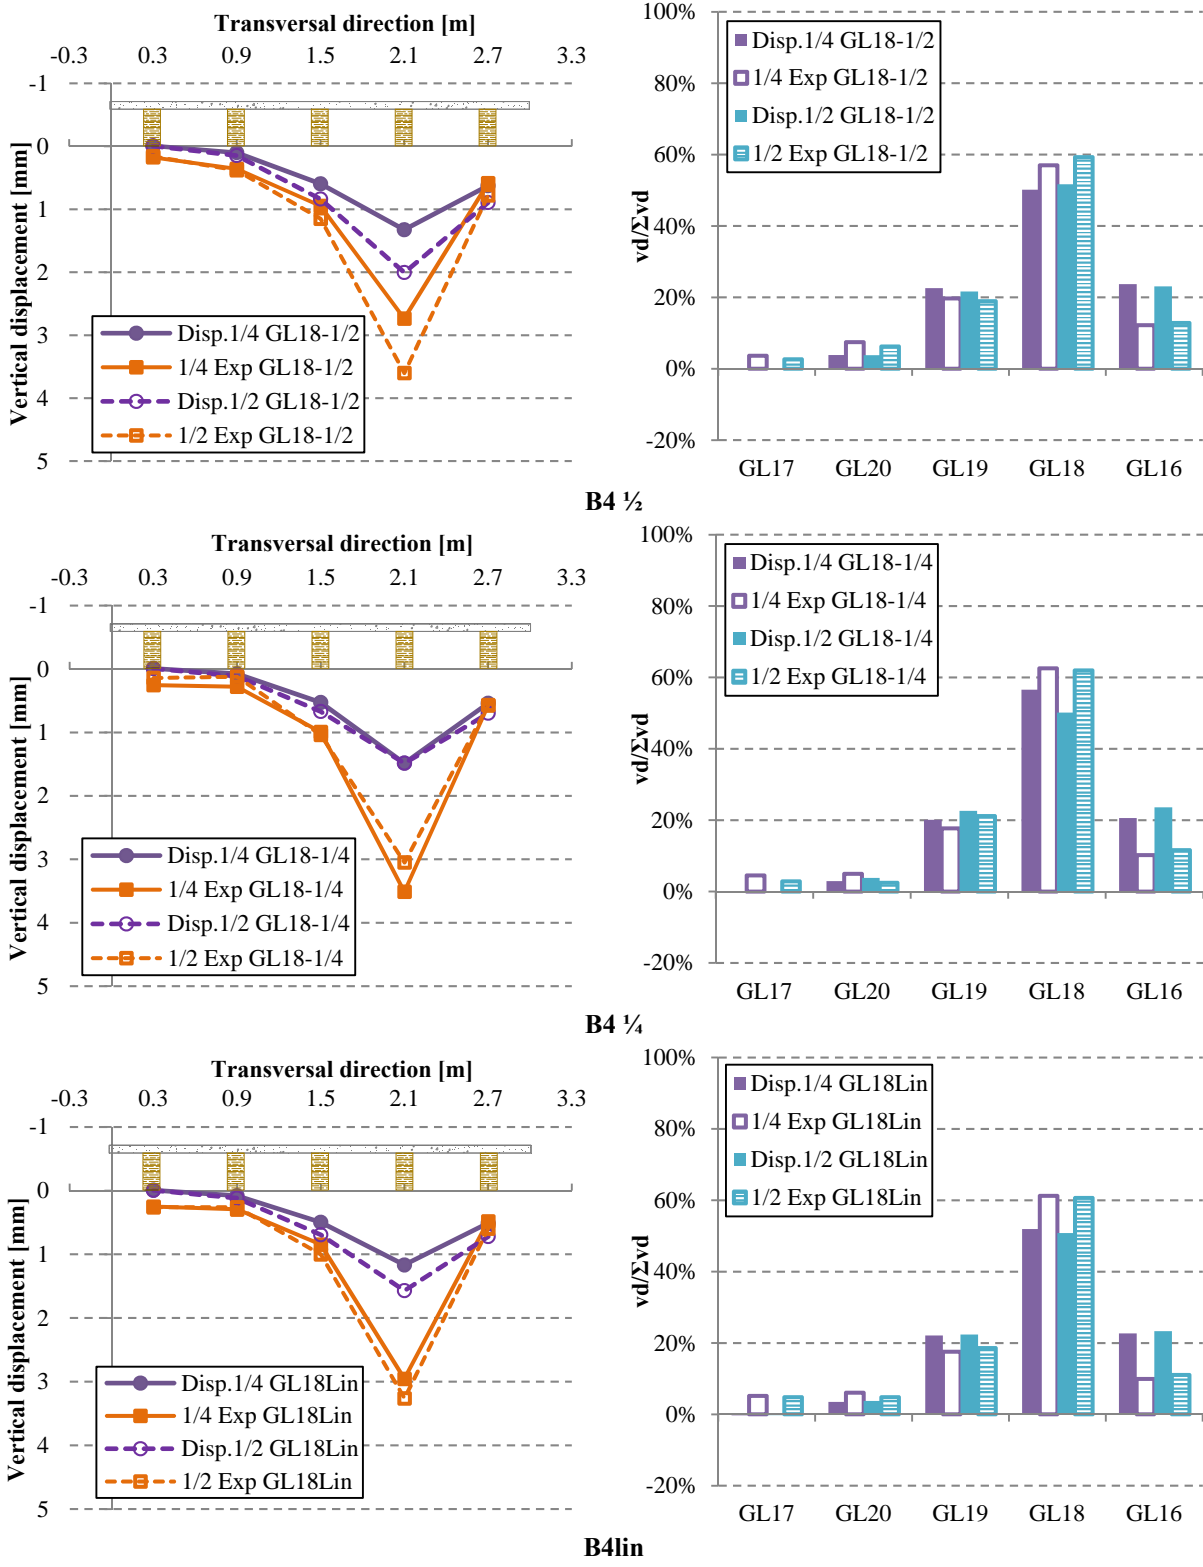 Transversal direction [m]
-0.3 0.3 0.9 1.5 2.1 2.7 3.3
-1
0
1
2
3
4
5
Vertical displacement [mm]
Disp.1/4 GL18-1/2
1/4 Exp GL18-1/2
Disp.1/2 GL18-1/2
1/2 Exp GL18-1/2
100%
80%
60%
40%
20%
0%
-20%
vd/Σvd
Disp.1/4 GL18-1/2
1/4 Exp GL18-1/2
Disp.1/2 GL18-1/2
1/2 Exp GL18-1/2
GL17 GL20 GL19 GL18 GL16
B4 ½
Transversal direction [m]
-0.3 0.3 0.9 1.5 2.1 2.7 3.3
-1
0
1
2
3
4
5
Vertical displacement [mm]
Disp.1/4 GL18-1/4
1/4 Exp GL18-1/4
Disp.1/2 GL18-1/4
1/2 Exp GL18-1/4
100%
80%
60%
40%
20%
0%
-20%
vd/Σvd
Disp.1/4 GL18-1/4
1/4 Exp GL18-1/4
Disp.1/2 GL18-1/4
1/2 Exp GL18-1/4
GL17 GL20 GL19 GL18 GL16
B4 ¼
Transversal direction [m]
-0.3 0.3 0.9 1.5 2.1 2.7 3.3
-1
0
1
2
3
4
5
Vertical displacement [mm]
Disp.1/4 GL18Lin
1/4 Exp GL18Lin
Disp.1/2 GL18Lin
1/2 Exp GL18Lin
100%
80%
60%
40%
20%
0%
-20%
vd/Σvd
Disp.1/4 GL18Lin
1/4 Exp GL18Lin
Disp.1/2 GL18Lin
1/2 Exp GL18Lin
GL17 GL20 GL19 GL18 GL16
B4lin